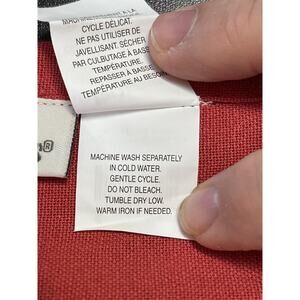 CYCLE DÉLICAT.
NE PAS UTILISER DE
JAVELLISANT. SÉCHER
PAR CULBUTAGE À BASSE
TEMPÉRATURE.
REPASSER À BASSE
TEMPÉRATURE AU BESOIN
®
MACHINE WASH SEPARATELY
IN COLD WATER.
GENTLE CYCLE.
DO NOT BLEACH.
TUMBLE DRY LOW.
WARM IRON IF NEEDED.